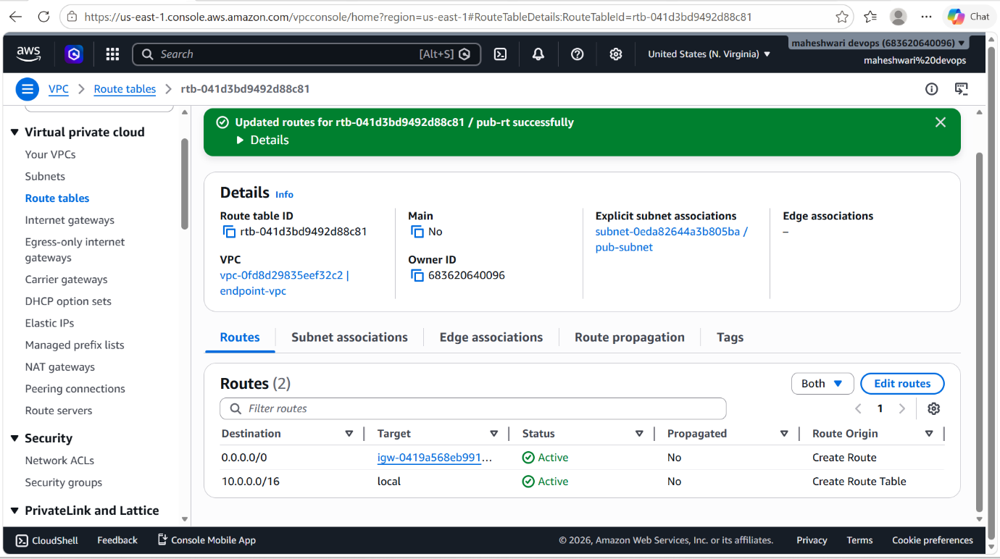 https://us-east-1.console.aws.amazon.com/vpcconsole/home?region=us-east-1#RouteTableDetails:RouteTableId=rtb-041d3bd9492d88c81
Chat
aws
Search [Alt+S]
United States (N. Virginia)
maheshwari devops (683620640096)
maheshwari%20devops
VPC > Route tables > rtb-041d3bd9492d88c81
Virtual private cloud
Your VPCs
Subnets
Route tables
Internet gateways
Egress-only internet
gateways
Carrier gateways
DHCP option sets
Elastic IPs
Managed prefix lists
NAT gateways
Peering connections
Route servers
Security
Network ACLs
Security groups
PrivateLink and Lattice
Updated routes for rtb-041d3bd9492d88c81 / pub-rt successfully
Details
Details Info
Route table ID
rtb-041d3bd9492d88c81
Main
No
Explicit subnet associations
subnet-0eda82644a3b805ba /
pub-subnet
Edge associations
–
VPC
vpc-0fd8d29835eef32c2 |
endpoint-vpc
Owner ID
683620640096
Routes Subnet associations Edge associations Route propagation Tags
Routes (2)
Both Edit routes
Filter routes
1
Destination Target Status Propagated Route Origin
0.0.0.0/0 igw-0419a568eb991... Active No Create Route
10.0.0.0/16 local Active No Create Route Table
CloudShell Feedback Console Mobile App © 2026, Amazon Web Services, Inc. or its affiliates. Privacy Terms Cookie preferences